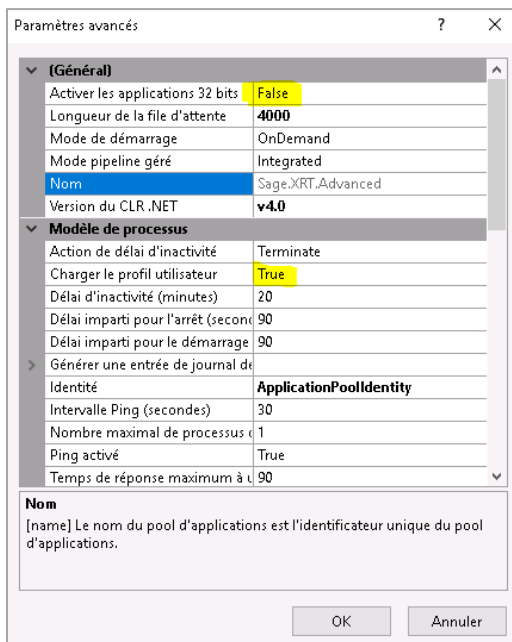 Paramètres avancés ? ×
(Général)
Activer les applications 32 bits False
Longueur de la file d'attente 4000
Mode de démarrage OnDemand
Mode pipeline géré Integrated
Nom Sage.XRT.Advanced
Version du CLR .NET v4.0
Modèle de processus
Action de délai d'inactivité Terminate
Charger le profil utilisateur True
Délai d'inactivité (minutes) 20
Délai imparti pour l'arrêt (second 90
Délai imparti pour le démarrage 90
Générer une entrée de journal de
Identité ApplicationPoolIdentity
Intervalle Ping (secondes) 30
Nombre maximal de processus 1
Ping activé True
Temps de réponse maximum à 90
Nom
[name] Le nom du pool d'applications est l'identificateur unique du pool
d'applications.
OK Annuler